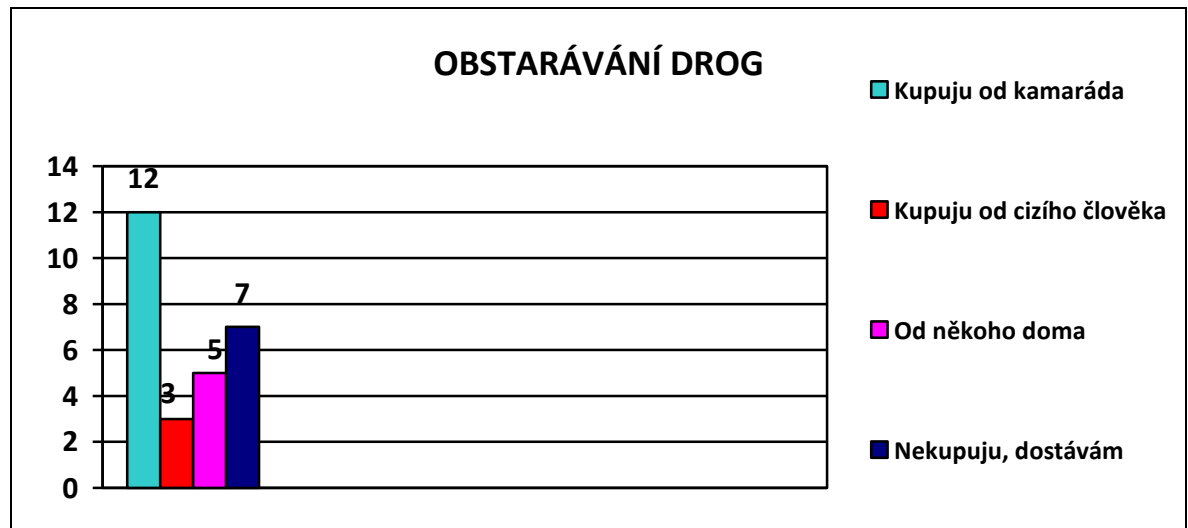 OBSTARÁVÁNÍ DROG
14
12
10
8
6
4
2
0
12
3
5
7
Kupuju od kamaráda
Kupuju od cizího člověka
Od někoho doma
Nekupuju, dostávám